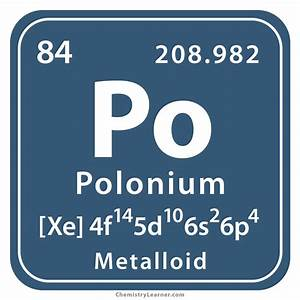 84 208.982
Po
Polonium
[Xe] 4f¹⁴5d¹⁰6s²6p⁴
Metalloid
ChemistryLearner.com